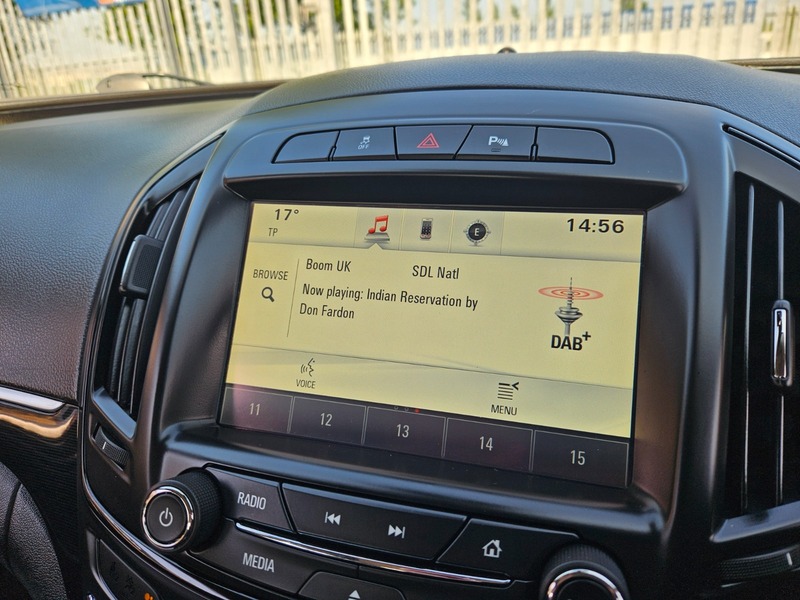 OFF
P
17°
TP
E
14:56
BROWSE
Boom UK SDL Natl
Now playing: Indian Reservation by
Don Fardon
DAB+
VOICE
MENU
11 12 13 14 15
RADIO
MEDIA